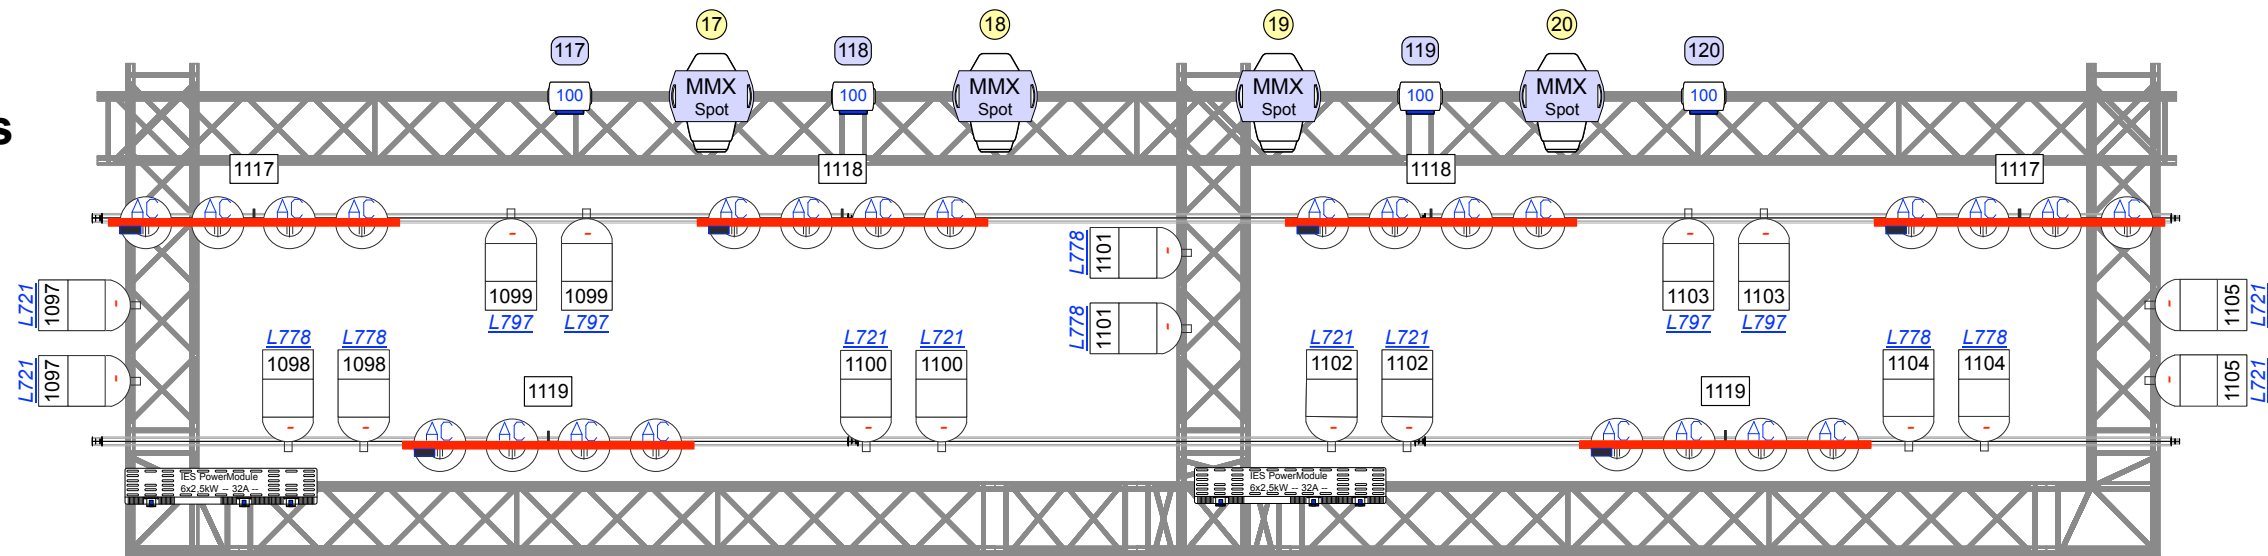 17 18 19 20
117 118 119 120
MMX MMX MMX MMX
100 Spot 100 Spot Spot 100 Spot 100
s
1117 1118 1118 1117
AC AC AC AC AC AC AC AC AC AC AC AC AC AC AC AC
L778 1101
1099 1099 1103 1103
L797 L797 L797 L797
L721 1097 1105 L721
L778 1101
L778 L778 L721 L721 L721 L721 L778 L778
1098 1098 1100 1100 1102 1102 1104 1104
L721 1097 1119 1119 1105 L721
AC AC AC AC AC AC AC AC
IES PowerModule IES PowerModule
6x2,5kW -- 32A -- 6x2,5kW -- 32A --